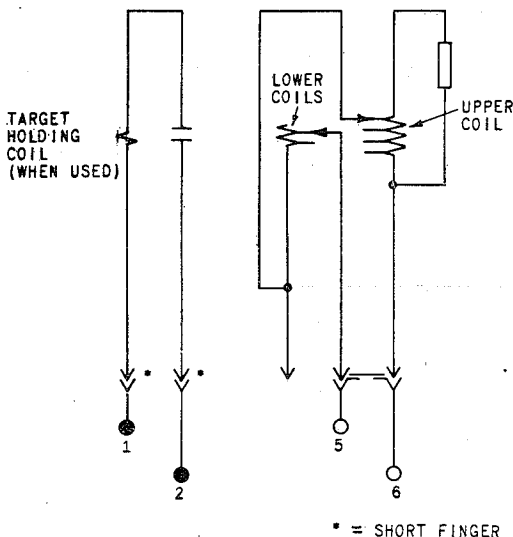 LOWER
COILS
UPPER
COIL
TARGET
HOLDING
COIL
(WHEN USED)
*
*
1
5
2
6
* = SHORT FINGER